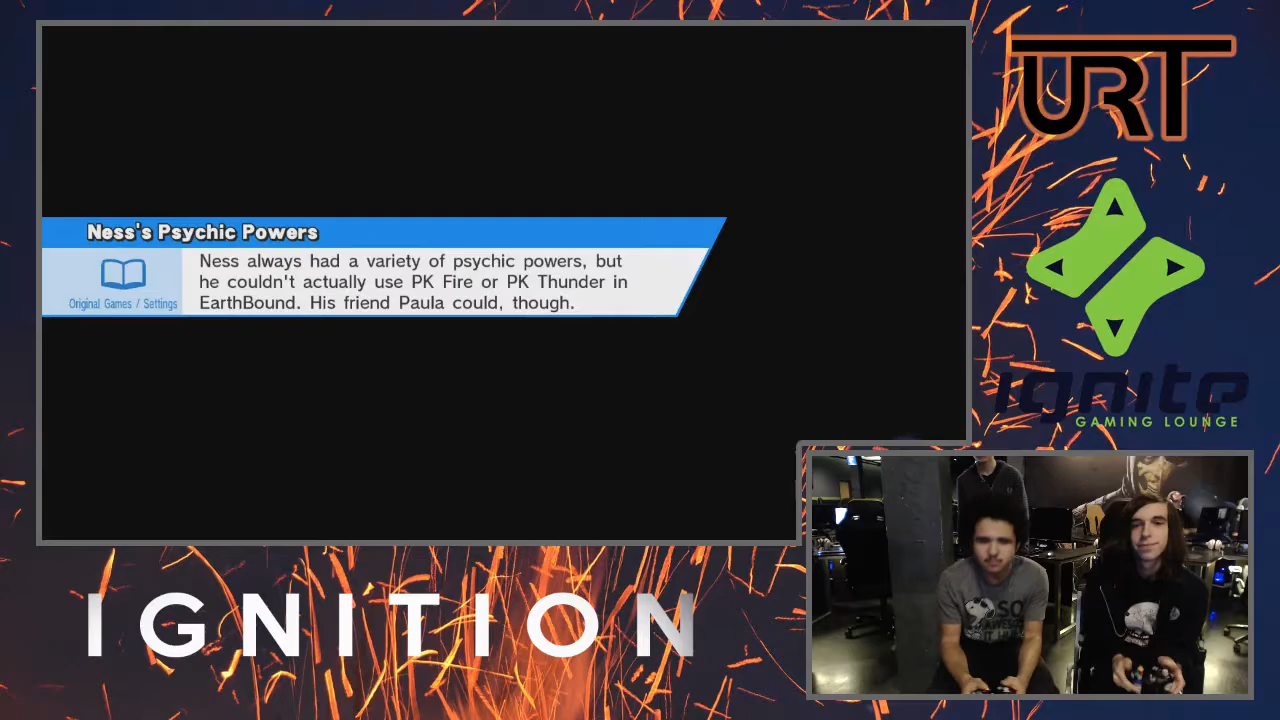 URT
Ness's Psychic Powers
Ness always had a variety of psychic powers, but
he couldn't actually use PK Fire or PK Thunder in
EarthBound. His friend Paula could, though.
Original Games / Settings
ignite
GAMING LOUNGE
SO
IGNITION